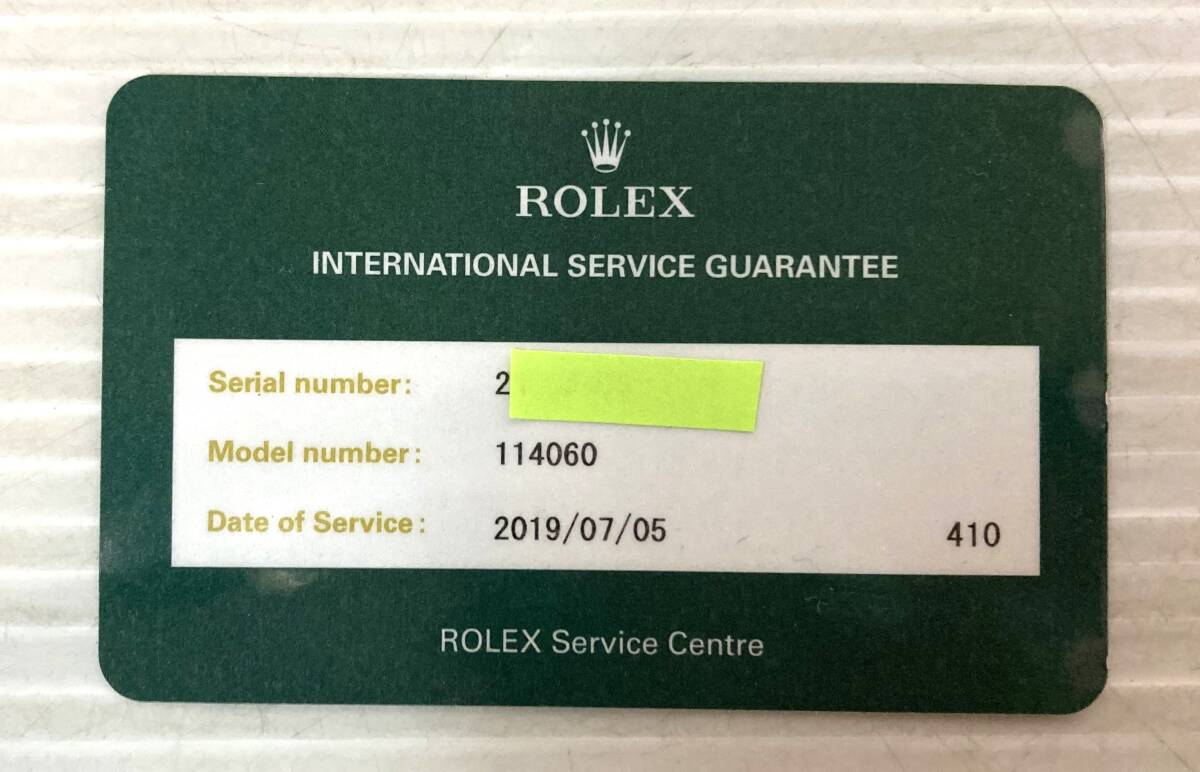 ROLEX
INTERNATIONAL SERVICE GUARANTEE
Serial number: 2
Model number: 114060
Date of Service: 2019/07/05 410
ROLEX Service Centre